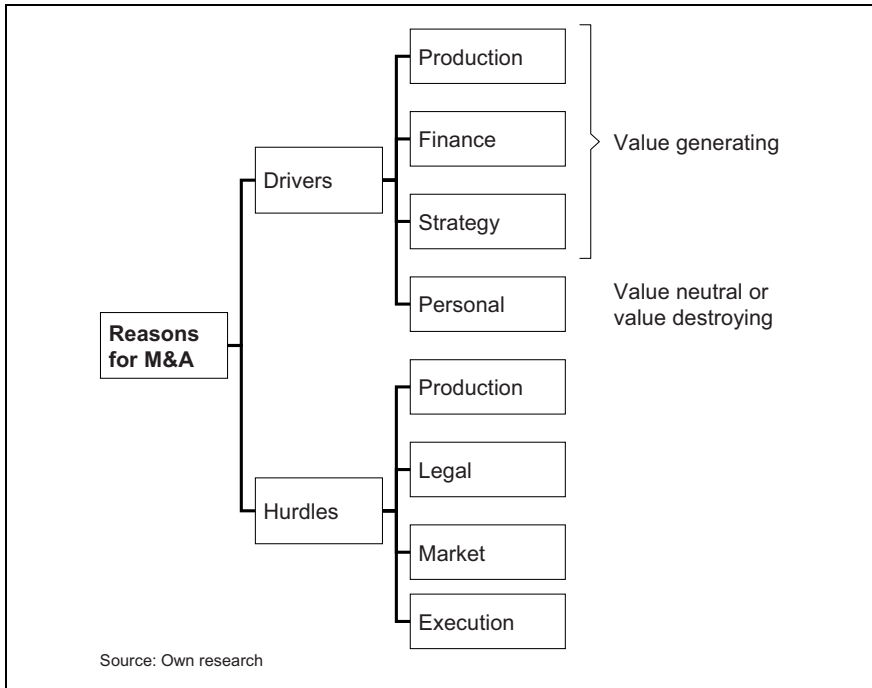 Production
Finance
Value generating
Drivers
Strategy
Personal
Value neutral or
value destroying
Reasons
for M&A
Production
Legal
Hurdles
Market
Execution
Source: Own research